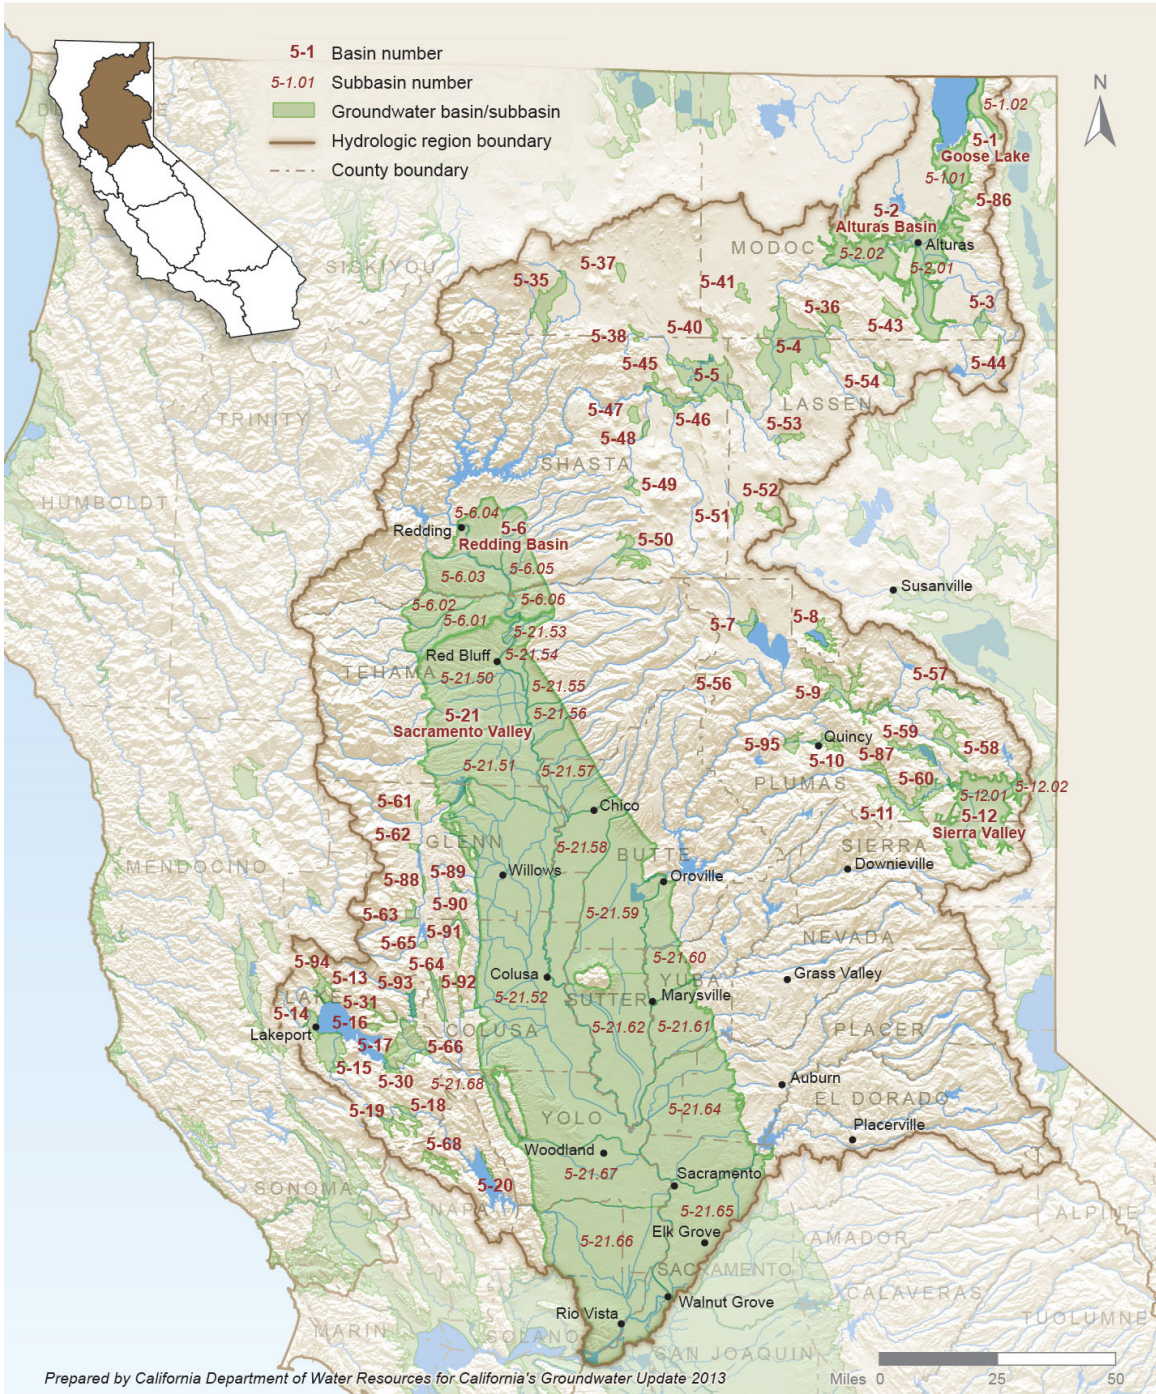 5-1 Basin number
5-1.01 Subbasin number
Groundwater basin/subbasin
Hydrologic region boundary
County boundary
N
5-1.02
5-1
Goose Lake
5-1.01
5-86
5-2
Alturas Basin
MODOC
Alturas
5-2.02
5-2.01
SISKIYOU
5-37
5-35
5-41
5-36
5-3
5-43
5-38
5-40
5-4
5-45
5-5
5-44
5-54
LASSEN
TRINITY
5-47
5-46
5-53
5-48
SHASTA
HUMBOLDT
5-49
5-52
5-6.04
5-51
Redding
5-6
Redding Basin
5-50
5-6.05
5-6.03
Susanville
5-6.02
5-6.06
5-6.01
5-7
5-8
5-21.53
Red Bluff
5-21.54
TEHAMA
5-21.50
5-21.55
5-56
5-9
5-57
5-21
5-21.56
Sacramento Valley
5-59
Quincy
5-95
5-10
5-87
5-58
5-21.51
5-21.57
PLUMAS
5-60
5-12.02
5-12.01
5-61
Chico
5-11
5-12
Sierra Valley
5-62
GLENN
5-21.58
BUTTE
SIERRA
MENDOCINO
Downieville
5-88
5-89
Willows
Oroville
5-90
5-63
5-21.59
5-91
5-65
NEVADA
5-94
5-64
5-21.60
5-13
5-93
5-92
Colusa
YUBA
Grass Valley
LAKE
5-31
5-21.52
SUTTER
Marysville
5-14
5-16
Lakeport
COLUSA
5-21.62
5-21.61
PLACER
5-17
5-66
5-15
5-30
5-21.68
Auburn
EL DORADO
5-19
5-18
YOLO
5-21.64
Placerville
5-68
Woodland
5-21.67
Sacramento
SONOMA
5-20
NAPA
5-21.65
ALPINE
Elk Grove
5-21.66
AMADOR
SACRAMENTO
CALAVERAS
Walnut Grove
Rio Vista
TUOLUMNE
MARIN
SOLANO
SAN JOAQUIN
Prepared by California Department of Water Resources for California's Groundwater Update 2013
Miles 0 25 50